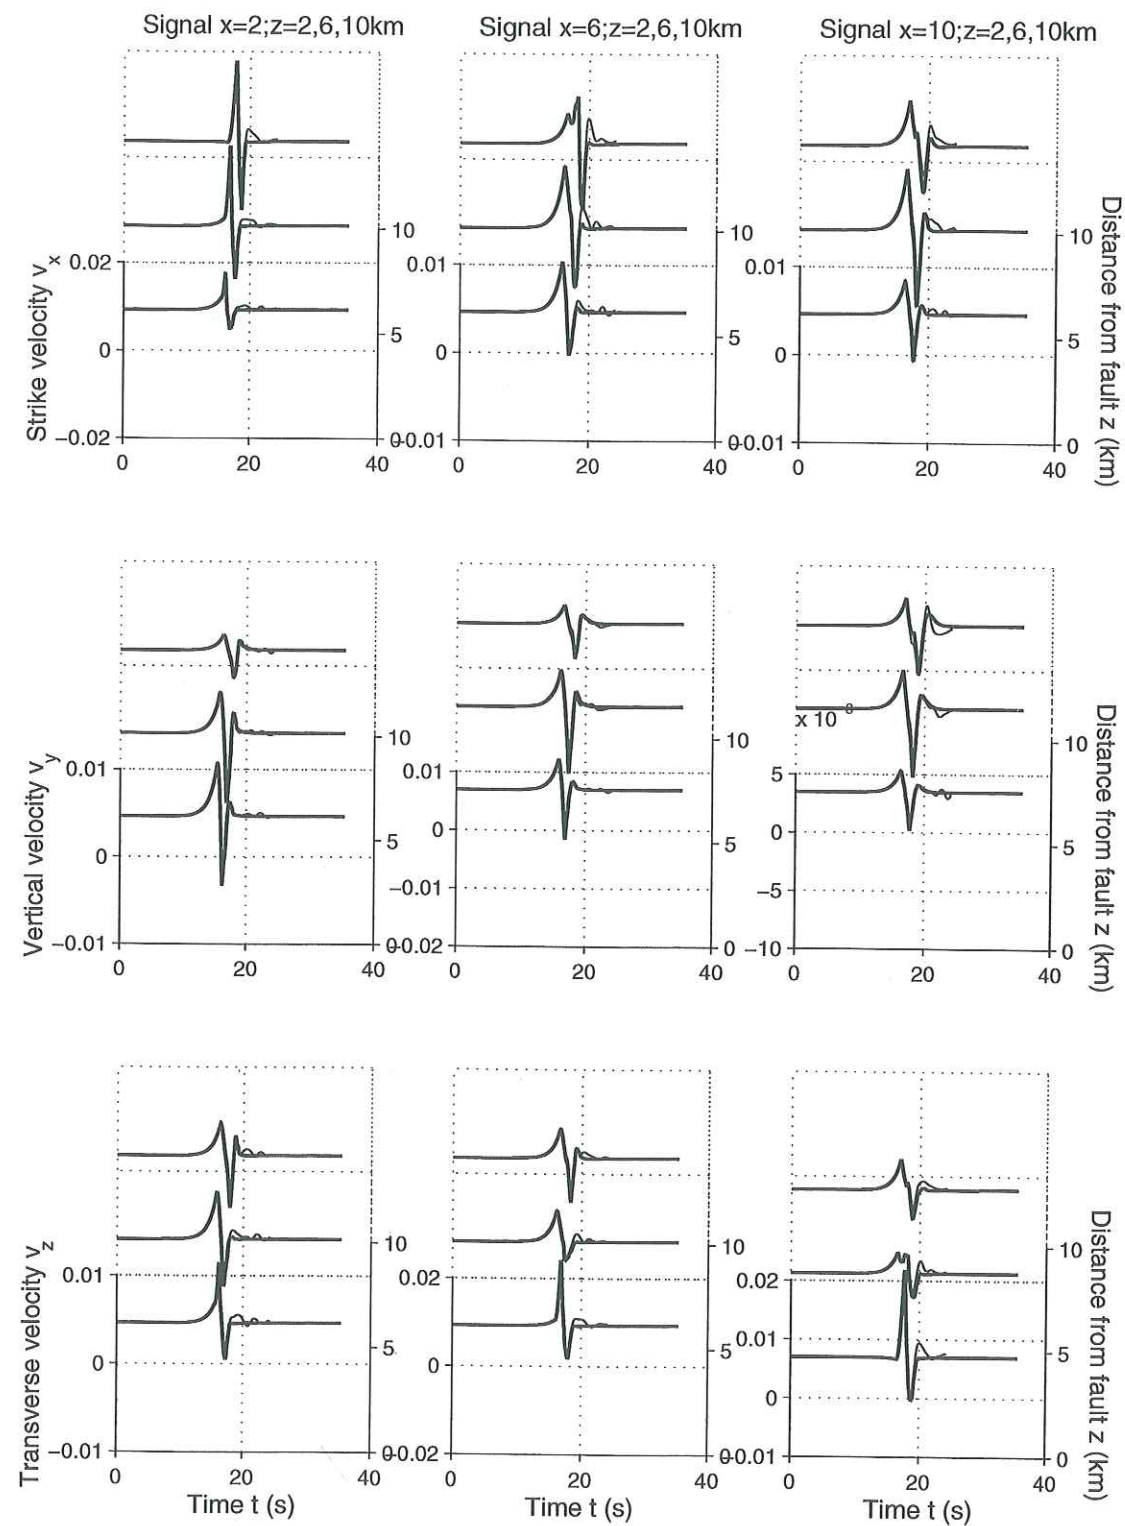 Signal x=2;z=2,6,10km
Signal x=6;z=2,6,10km
Signal x=10;z=2,6,10km
Strike velocity vx
0.02
0
−0.02
0 20 40
10
5
0
0.01
0
−0.01
0 20 40
10
5
0
0.01
0
−0.01
0 20 40
10
5
0
Distance from fault z (km)
Vertical velocity vy
0.01
0
−0.01
0 20 40
10
5
0
0.01
0
−0.01
−0.02
0 20 40
10
5
0
x 10
5
0
−5
−10
0 20 40
10
5
0
Distance from fault z (km)
Transverse velocity vz
0.01
0
−0.01
0 20 40
Time t (s)
10
5
0
0.02
0
−0.02
0 20 40
Time t (s)
10
5
0
0.02
0.01
0
−0.01
0 20 40
Time t (s)
10
5
0
Distance from fault z (km)